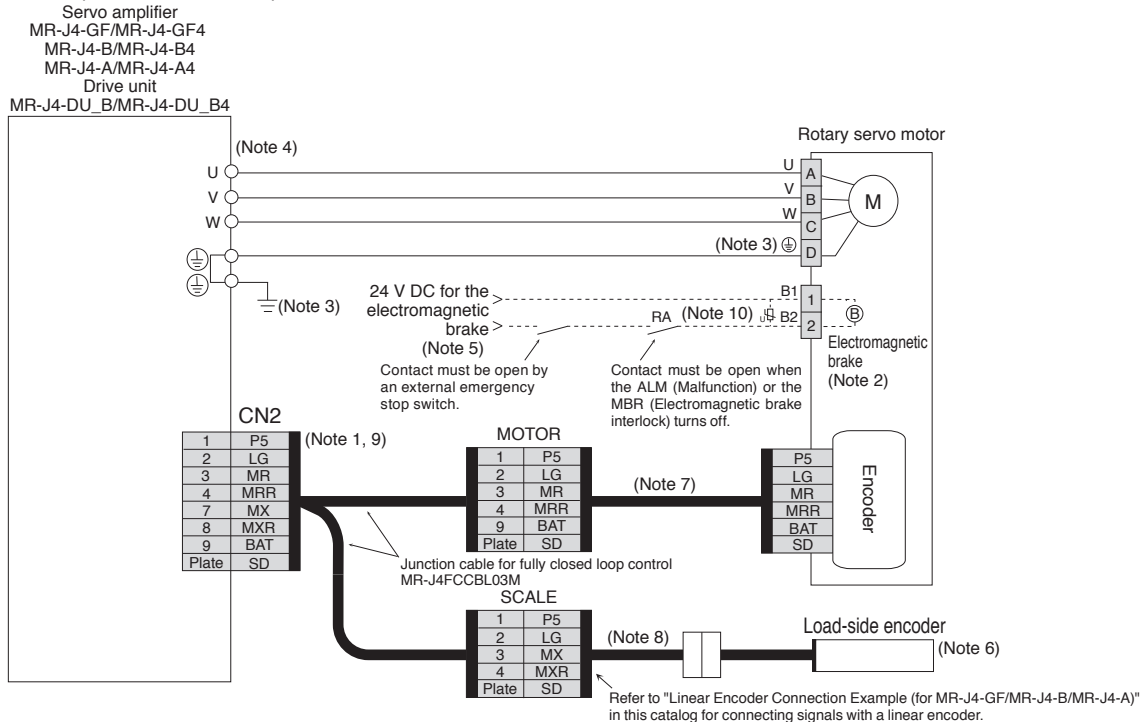 Servo amplifier
MR-J4-GF/MR-J4-GF4
MR-J4-B/MR-J4-B4
MR-J4-A/MR-J4-A4
Drive unit
MR-J4-DU_B/MR-J4-DU_B4
(Note 4)
U
V
W
(Note 3)
Rotary servo motor
U A
V B
W C
(Note 3) D
M
24 V DC for the
electromagnetic
brake
(Note 5)
RA (Note 10) U
B1 1
B2 2
B
Electromagnetic
brake
(Note 2)
Contact must be open by
an external emergency
stop switch.
Contact must be open when
the ALM (Malfunction) or the
MBR (Electromagnetic brake
interlock) turns off.
CN2
(Note 1, 9)
1 P5
2 LG
3 MR
4 MRR
7 MX
8 MXR
9 BAT
Plate SD
MOTOR
1 P5
2 LG
3 MR
4 MRR
9 BAT
Plate SD
(Note 7)
P5
LG
MR
MRR
BAT
SD
Encoder
Junction cable for fully closed loop control
MR-J4FCCBL03M
SCALE
1 P5
2 LG
3 MX
4 MXR
Plate SD
(Note 8)
Load-side encoder
(Note 6)
Refer to "Linear Encoder Connection Example (for MR-J4-GF/MR-J4-B/MR-J4-A)"
in this catalog for connecting signals with a linear encoder.